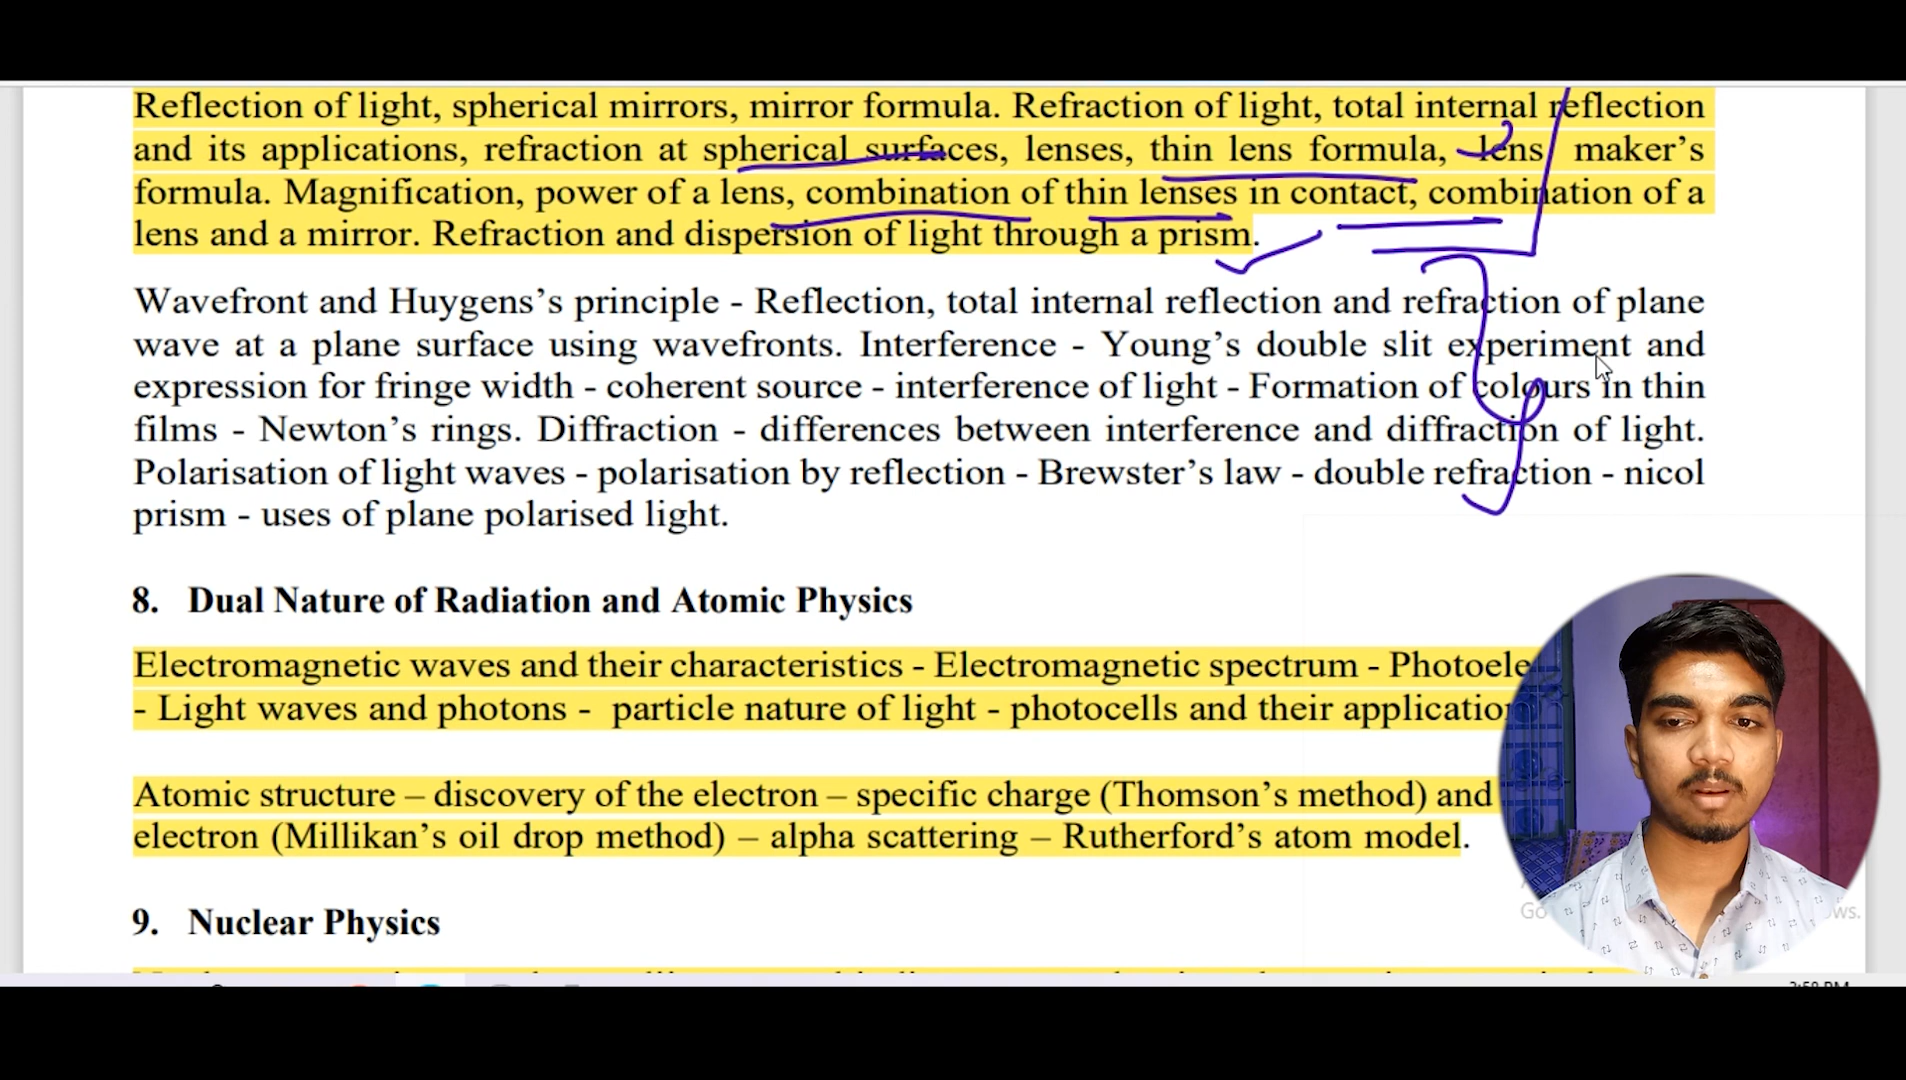 Reflection of light, spherical mirrors, mirror formula. Refraction of light, total internal reflection
and its applications, refraction at spherical surfaces, lenses, thin lens formula, lens maker’s
formula. Magnification, power of a lens, combination of thin lenses in contact, combination of a
lens and a mirror. Refraction and dispersion of light through a prism.
Wavefront and Huygens’s principle - Reflection, total internal reflection and refraction of plane
wave at a plane surface using wavefronts. Interference - Young’s double slit experiment and
expression for fringe width - coherent source - interference of light - Formation of colours in thin
films - Newton’s rings. Diffraction - differences between interference and diffraction of light.
Polarisation of light waves - polarisation by reflection - Brewster’s law - double refraction - nicol
prism - uses of plane polarised light.
8. Dual Nature of Radiation and Atomic Physics
Electromagnetic waves and their characteristics - Electromagnetic spectrum - Photoele
- Light waves and photons - particle nature of light - photocells and their application
Atomic structure – discovery of the electron – specific charge (Thomson’s method) and
electron (Millikan’s oil drop method) – alpha scattering – Rutherford’s atom model.
9. Nuclear Physics